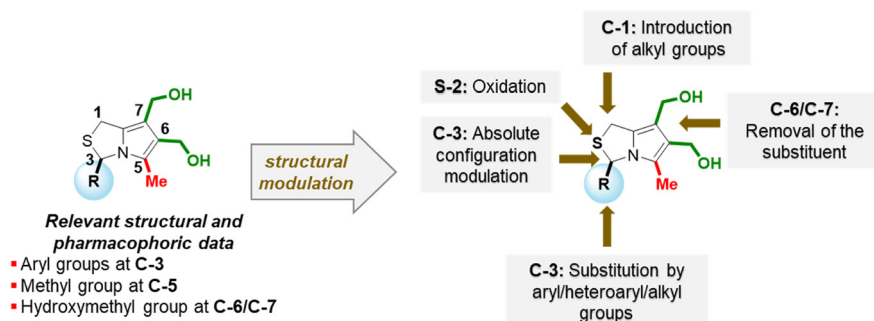 OH
1
7
S
6
3
N
OH
5
R
Me
Relevant structural and
pharmacophoric data
▪ Aryl groups at C-3
▪ Methyl group at C-5
▪ Hydroxymethyl group at C-6/C-7
structural
modulation
C-1: Introduction
of alkyl groups
S-2: Oxidation
C-3: Absolute
configuration
modulation
OH
S
N
OH
R
Me
C-6/C-7:
Removal of the
substituent
C-3: Substitution by
aryl/heteroaryl/alkyl
groups